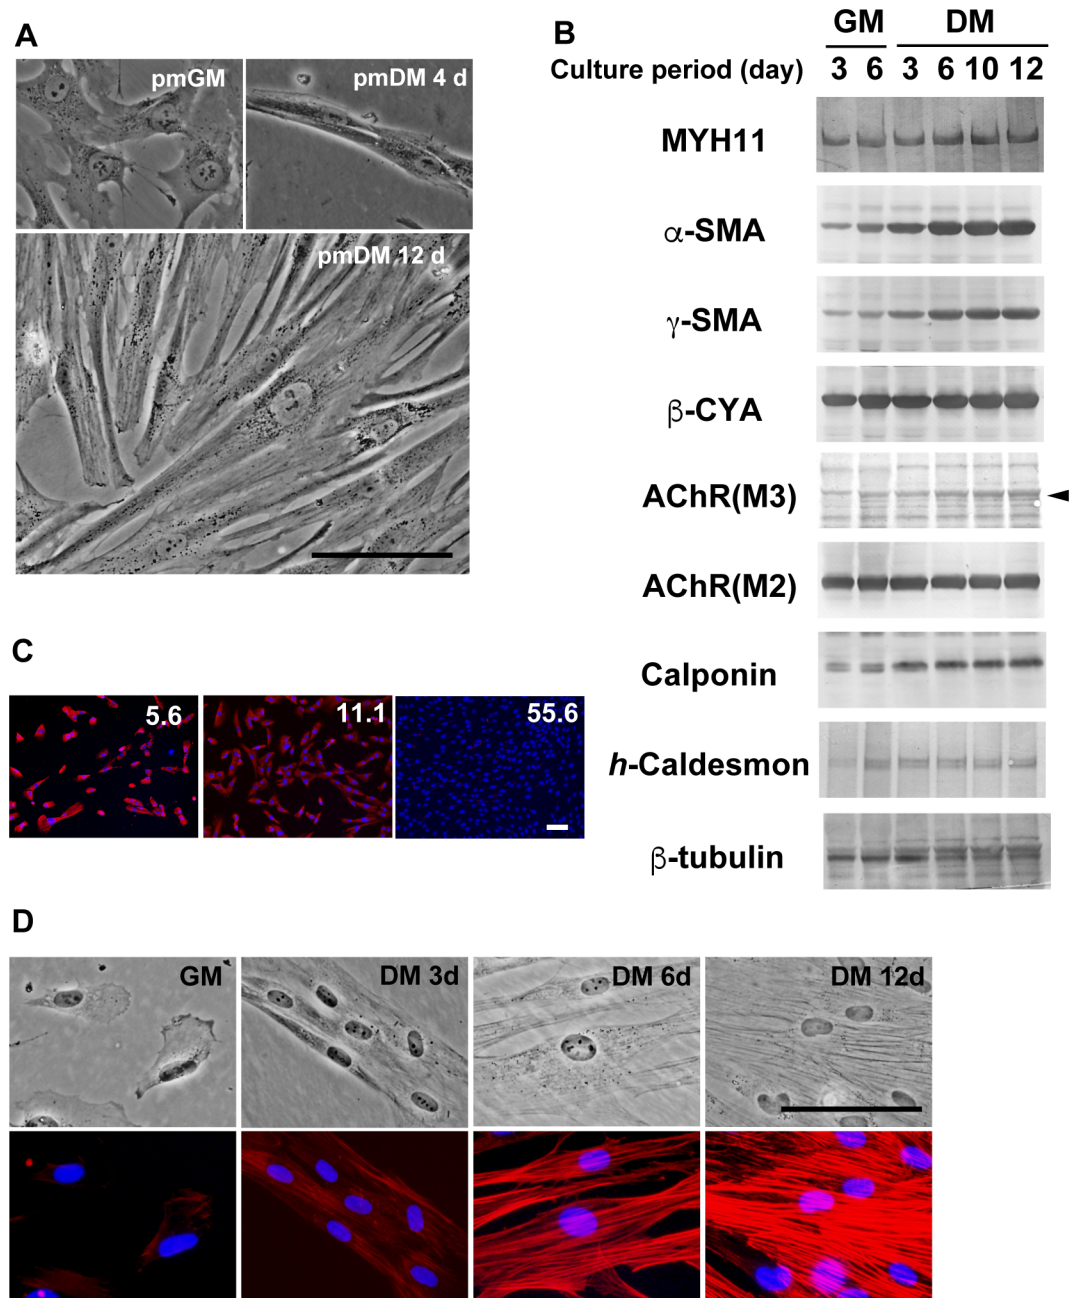 A
pmGM
pmDM 4 d
pmDM 12 d
B
GM DM
Culture period (day) 3 6 3 6 10 12
MYH11
α-SMA
γ-SMA
β-CYA
AChR(M3)
AChR(M2)
Calponin
h-Caldesmon
β-tubulin
C
5.6
11.1
55.6
D
GM
DM 3d
DM 6d
DM 12d